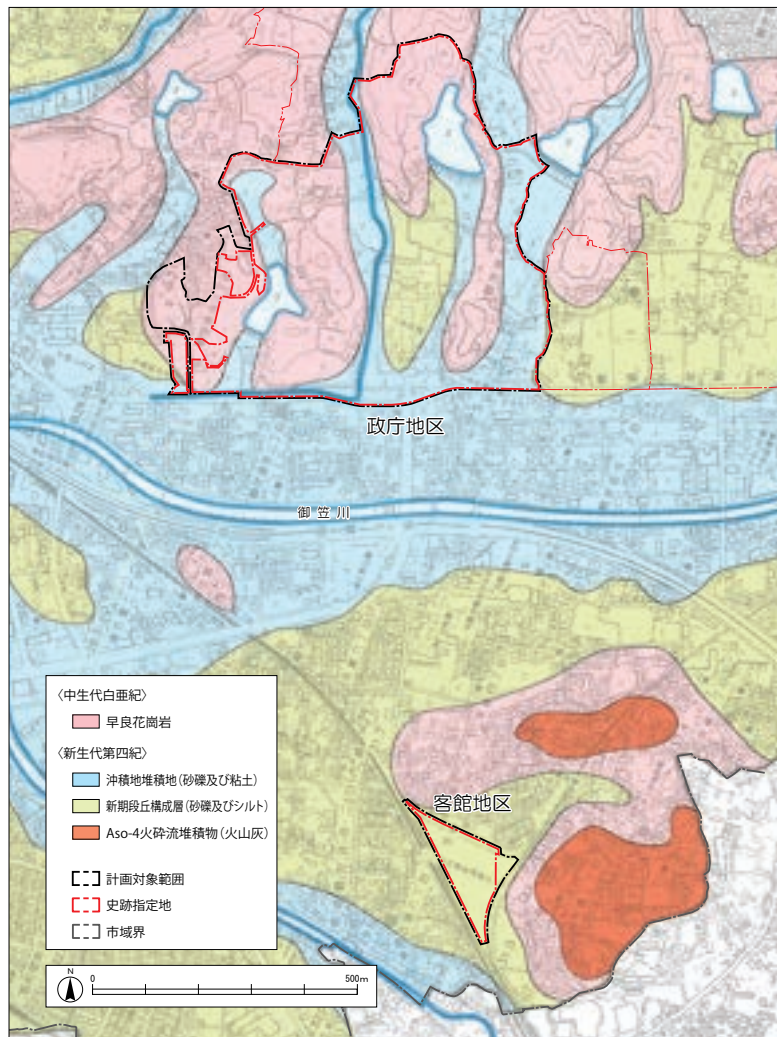 政庁地区
御笠川
客館地区
〈中生代白亜紀〉
早良花崗岩
〈新生代第四紀〉
沖積地堆積地(砂礫及び粘土)
新期段丘構成層(砂礫及びシルト)
Aso-4火砕流堆積物(火山灰)
計画対象範囲
史跡指定地
市域界
N
0 500m